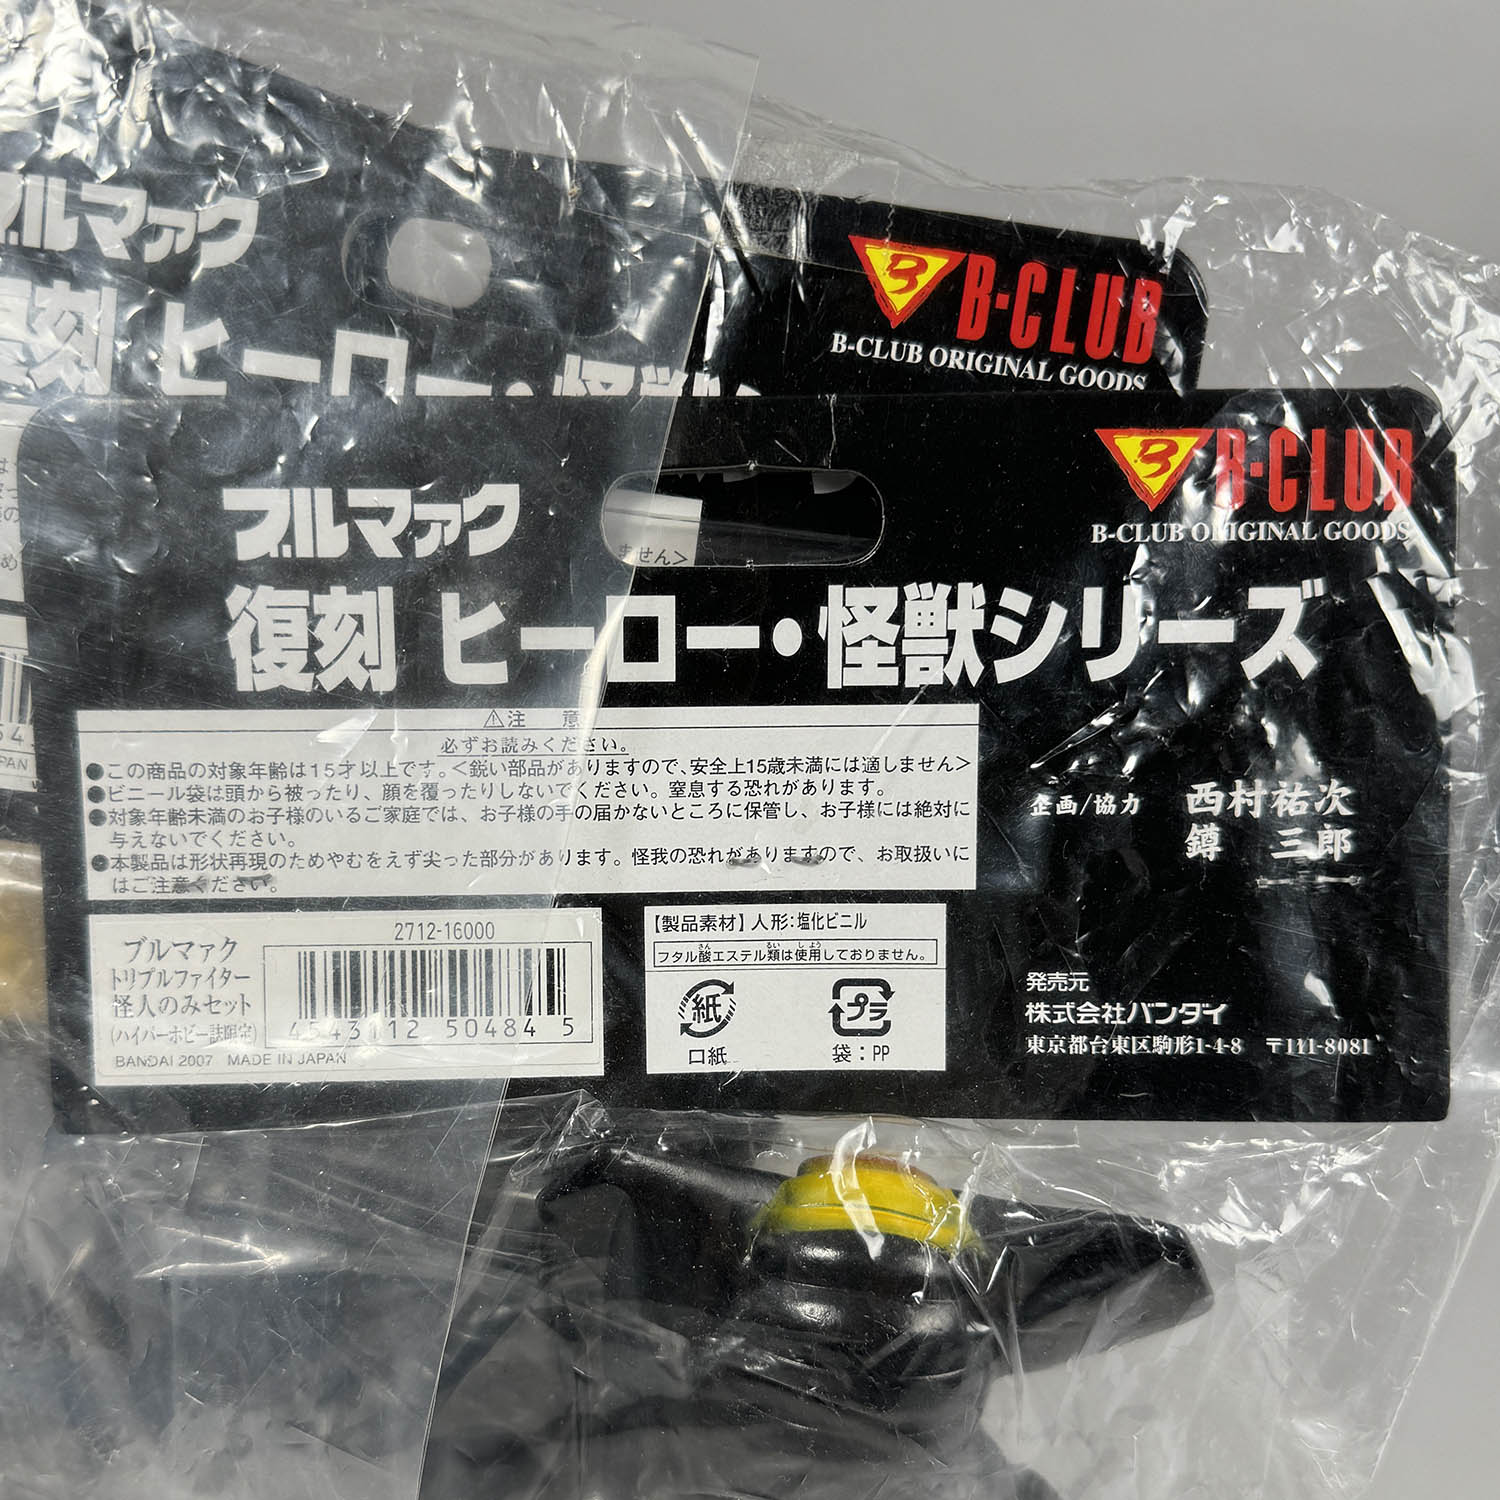 ブルマァク
復刻 ヒーロー・怪獣
B-CLUB
B-CLUB ORIGINAL GOODS
B-CLUB
B-CLUB ORIGINAL GOODS
ブルマァク
ません>
復刻 ヒーロー・怪獣シリーズ
⚠注 意
必ずお読みください。
●この商品の対象年齢は15才以上です。<鋭い部品がありますので、安全上15歳未満には適しません>
●ビニール袋は頭から被ったり、顔を覆ったりしないでください。窒息する恐れがあります。
●対象年齢未満のお子様のいるご家庭では、お子様の手の届かないところに保管し、お子様には絶対に
与えないでください。
●本製品は形状再現のためやむをえず尖った部分があります。怪我の恐れがありますので、お取扱いに
はご注意ください。
企画/協力 西村祐次
鐏 三郎
ブルマァク
トリプルファイター
怪人のみセット
(ハイパーホビー誌限定)
BANDAI 2007 MADE IN JAPAN
2712-16000
4543112 504845
【製品素材】人形:塩化ビニル
フタル酸エステル類は使用しておりません。
紙
口紙
プラ
袋:PP
発売元
株式会社バンダイ
東京都台東区駒形1-4-8 〒111-8081